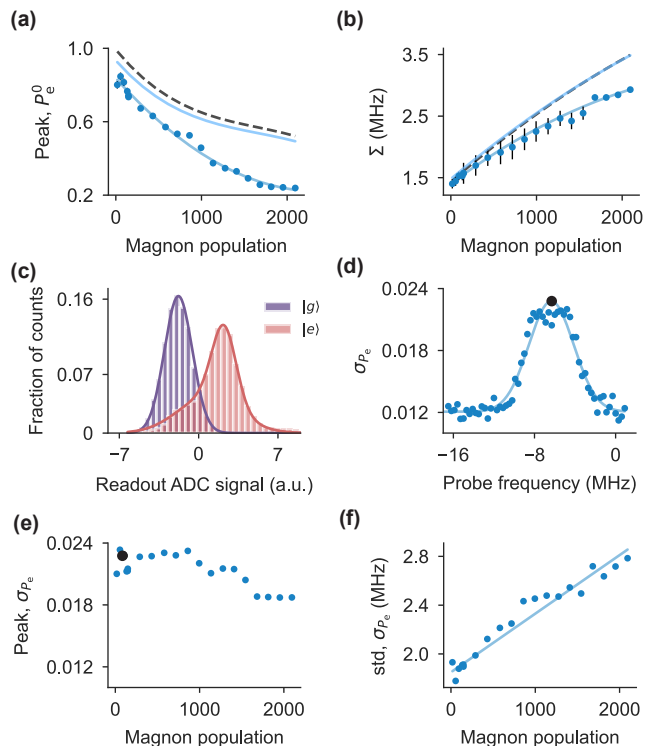 (a)
1.0
0.6
0.2
Peak, P⁰ₑ
0
1000
2000
Magnon population
(b)
3.5
2.5
1.5
Σ (MHz)
0
1000
2000
Magnon population
(c)
0.16
0.07
0
Fraction of counts
|g⟩
|e⟩
−7
0
7
Readout ADC signal (a.u.)
(d)
0.024
0.018
0.012
σPₑ
−16
−8
0
Probe frequency (MHz)
(e)
0.024
0.018
0.012
Peak, σPₑ
0
1000
2000
Magnon population
(f)
2.8
2.4
2.0
std, σPₑ (MHz)
0
1000
2000
Magnon population